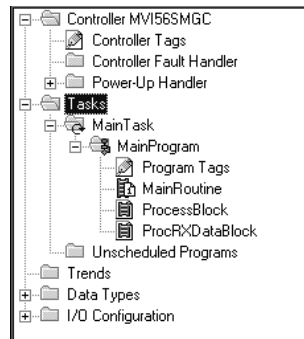 Controller MVI56SMGC
Controller Tags
Controller Fault Handler
Power-Up Handler
Tasks
MainTask
MainProgram
Program Tags
MainRoutine
ProcessBlock
ProcRXDataBlock
Unscheduled Programs
Trends
Data Types
I/O Configuration